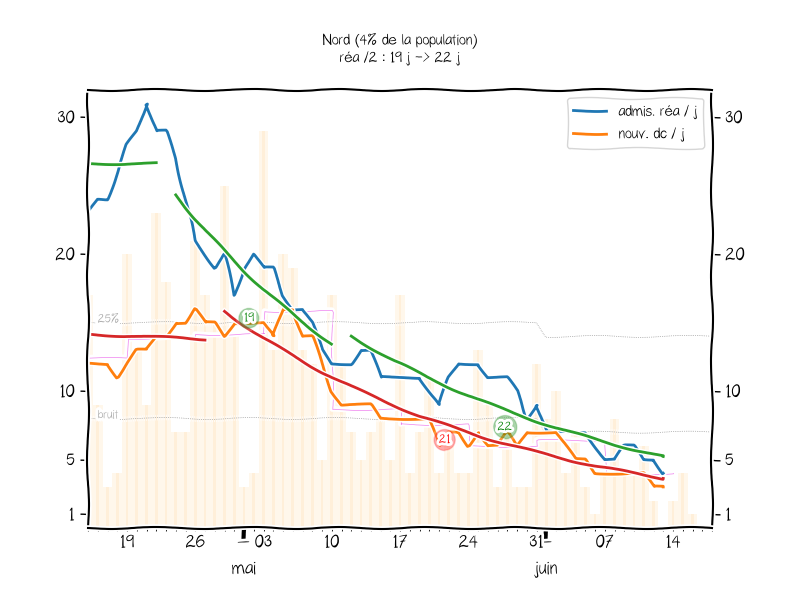 Nord (4% de la population)
réa /2 : 19 j -> 22 j
admis. réa / j
nouv. dc / j
30
30
20
20
25%
19
10
10
bruit
22
21
5
5
1
1
19 26 03 10 17 24 31 07 14
mai juin